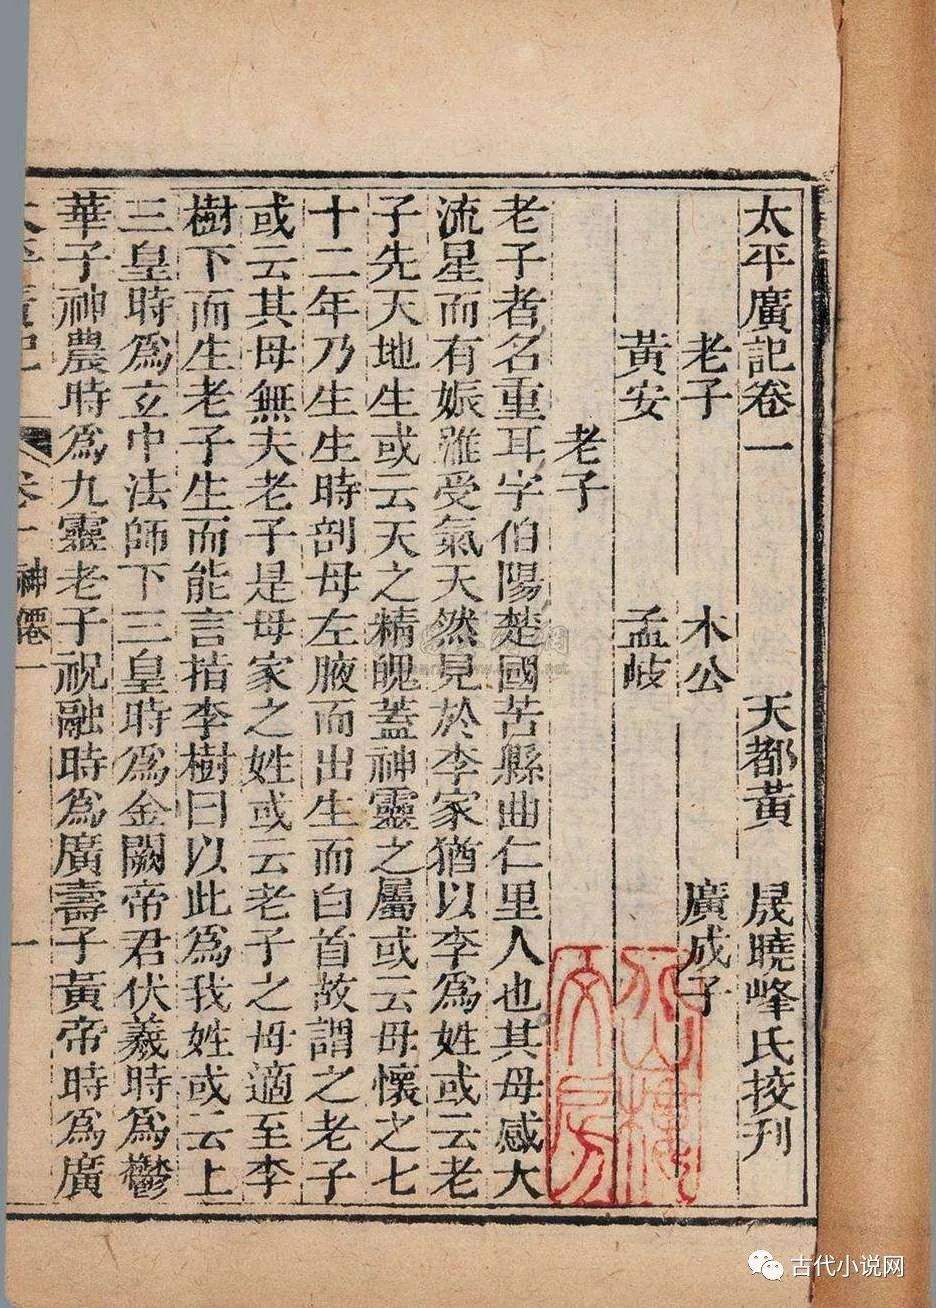 太平廣記卷一
天都黃 晟曉峰氏挍刊
老子 木公 廣成子
黃安 孟岐
老子
老子者名重耳字伯陽楚國苦縣曲仁里人也其母感大
流星而有娠雖受氣天然見於李家猶以李爲姓或云老
子先天地生或云天之精魄蓋神靈之屬或云母懷之七
十二年乃生生時剖母左腋而出生而白首故謂之老子
或云其母無夫老子是母家之姓或云老子之母適至李
樹下而生老子生而能言指李樹曰以此爲我姓或云上
三皇時爲玄中法師下三皇時爲金闕帝君伏羲時爲鬱
華子神農時爲九靈老子祝融時爲廣壽子黃帝時爲廣
太平廣記 卷一 神僊一 一
古代小说网